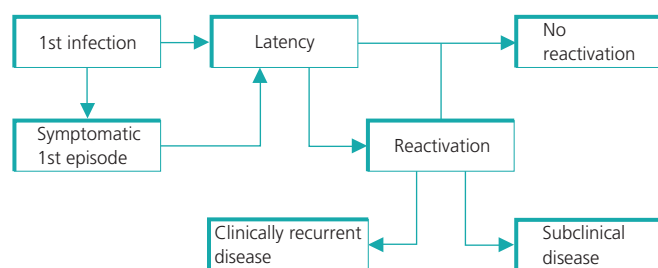 1st infection
Latency
No
reactivation
Symptomatic
1st episode
Reactivation
Clinically recurrent
disease
Subclinical
disease